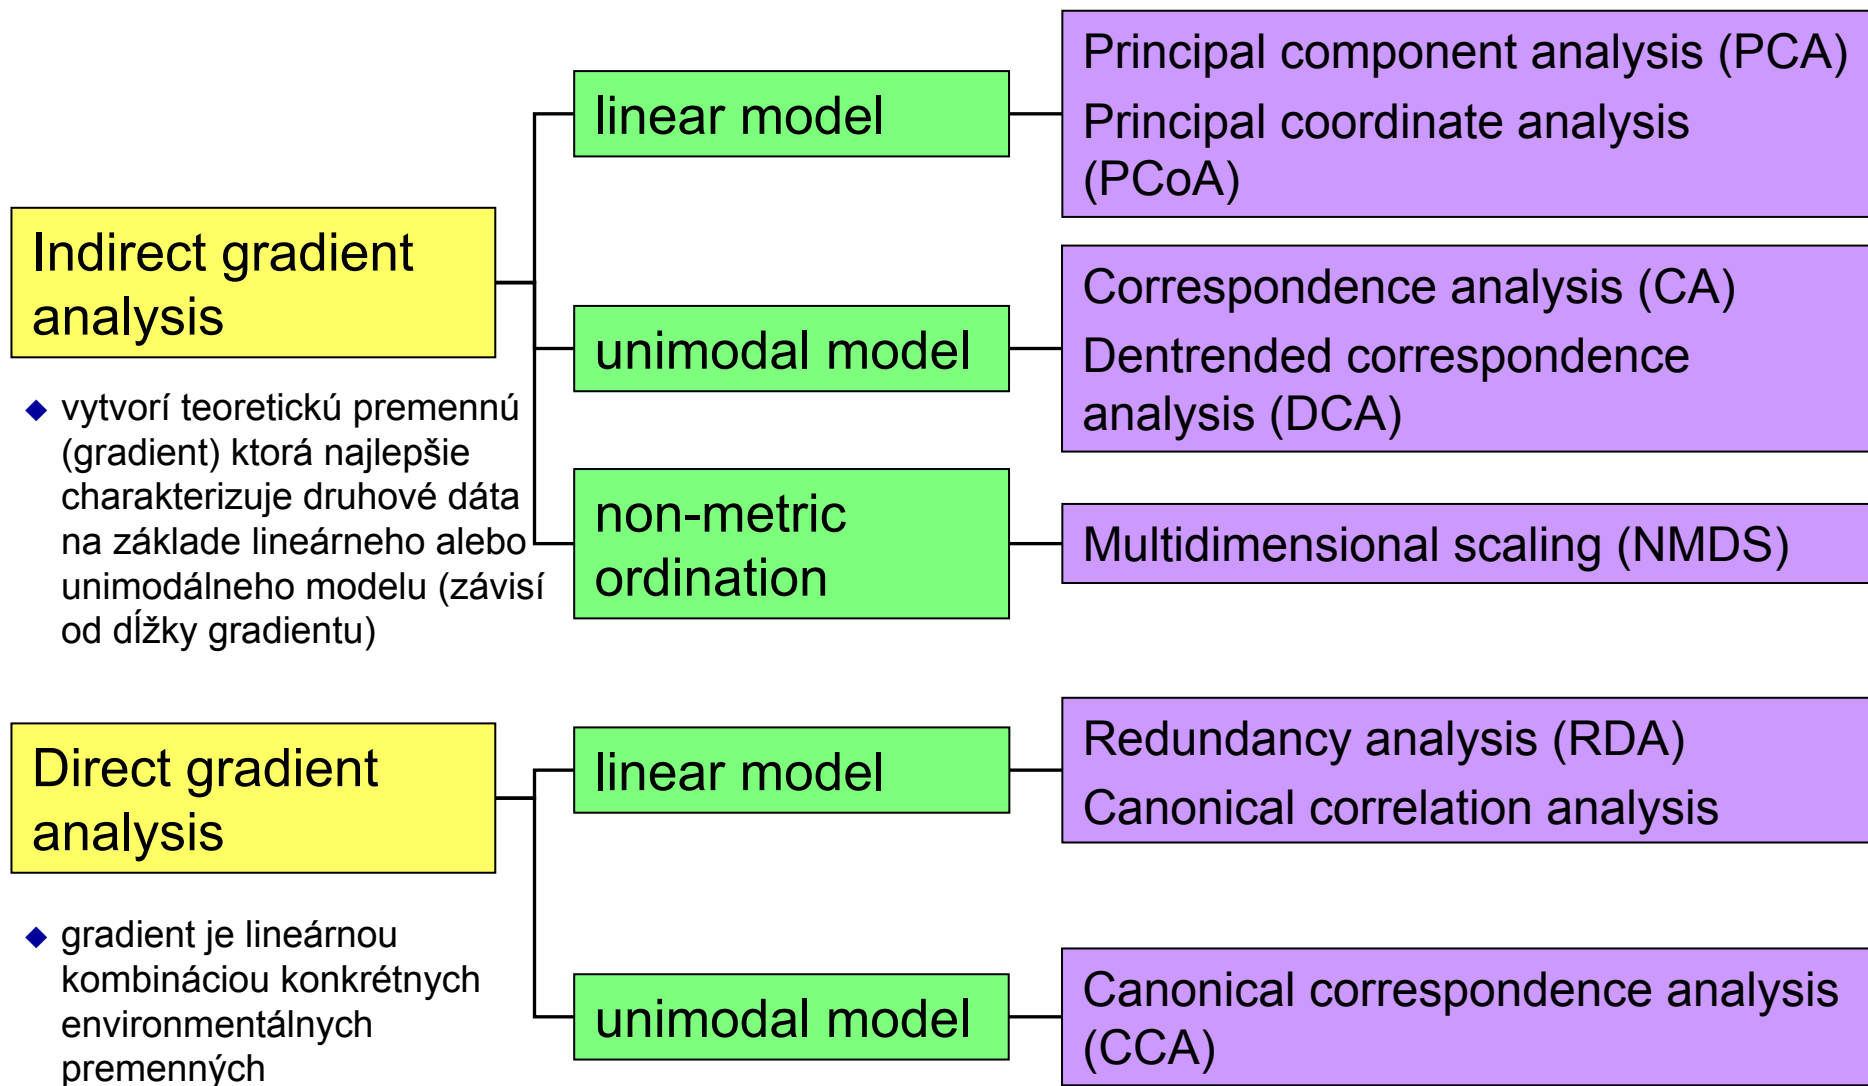 Indirect gradient
analysis
vytvorí teoretickú premennú
(gradient) ktorá najlepšie
charakterizuje druhové dáta
na základe lineárneho alebo
unimodálneho modelu (závisí
od dĺžky gradientu)
linear model
Principal component analysis (PCA)
Principal coordinate analysis
(PCoA)
unimodal model
Correspondence analysis (CA)
Dentrended correspondence
analysis (DCA)
non-metric
ordination
Multidimensional scaling (NMDS)
Direct gradient
analysis
gradient je lineárnou
kombináciou konkrétnych
environmentálnych
premenných
linear model
Redundancy analysis (RDA)
Canonical correlation analysis
unimodal model
Canonical correspondence analysis
(CCA)